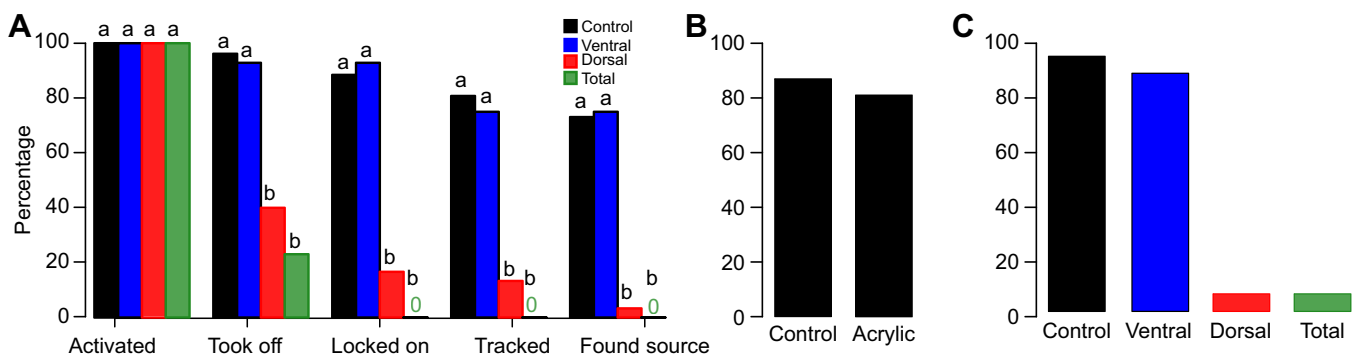 A
Percentage
100
80
60
40
20
0
a a a a
a a b b
a a b b
0
a a b b
0
a a b b
0
Activated Took off Locked on Tracked Found source
Control
Ventral
Dorsal
Total
B
100
80
60
40
20
0
Control Acrylic
C
100
80
60
40
20
0
Control Ventral Dorsal Total